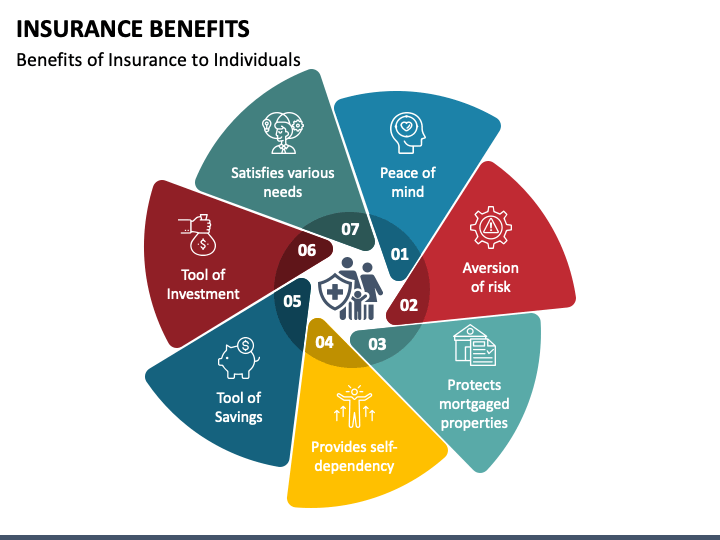 INSURANCE BENEFITS
Benefits of Insurance to Individuals
01
Peace of
mind
02
Aversion
of risk
03
Protects
mortgaged
properties
04
Provides self-
dependency
05
Tool of
Savings
06
Tool of
Investment
07
Satisfies various
needs
$
$